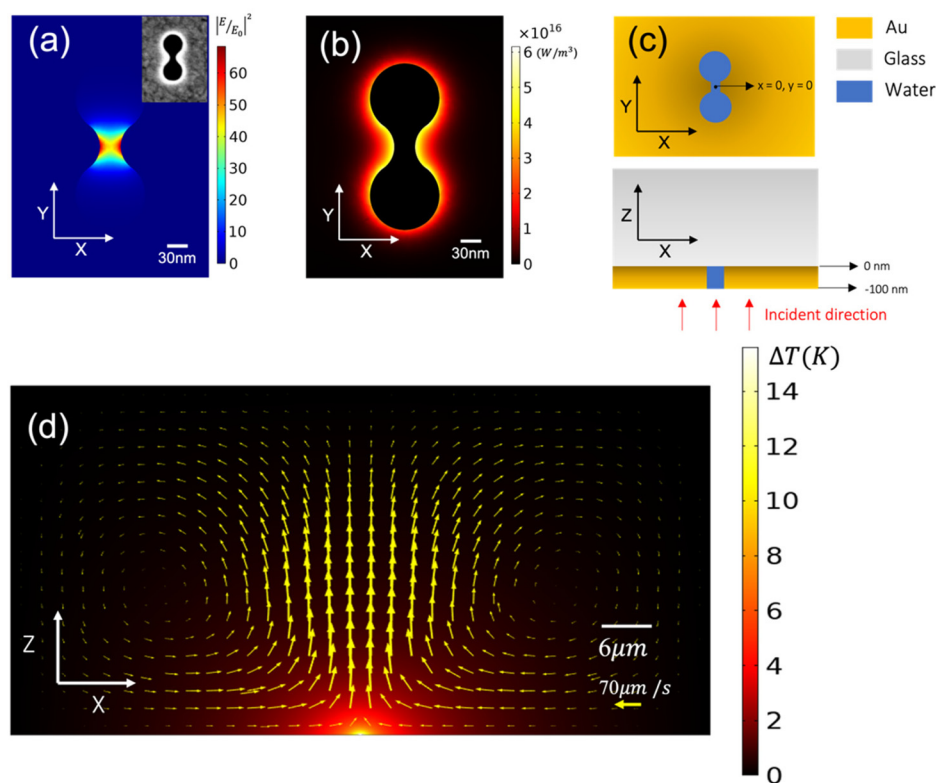 (a)
|E/E₀|²
60
50
40
30
20
10
0
Y
X
30nm
(b)
×10¹⁶
(W/m³)
6
5
4
3
2
1
0
Y
X
30nm
(c)
x = 0, y = 0
Y
X
Au
Glass
Water
Z
X
0 nm
-100 nm
Incident direction
(d)
Z
X
6μm
70μm /s
ΔT(K)
14
12
10
8
6
4
2
0